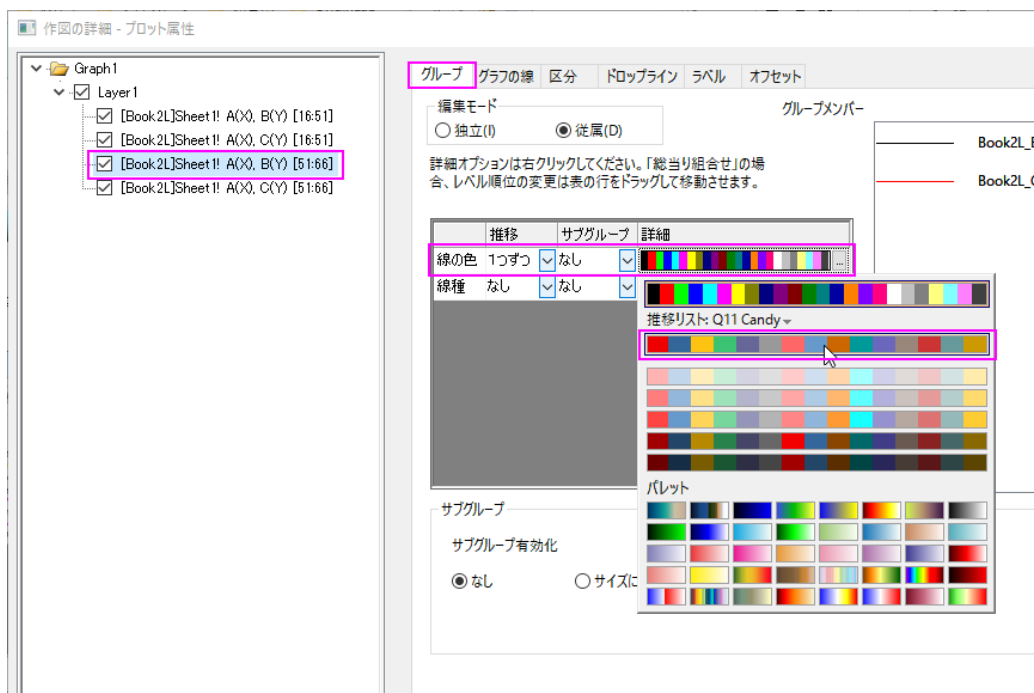 作図の詳細 - プロット属性
Graph1
Layer1
[Book2L]Sheet1! A(X), B(Y) [16:51]
[Book2L]Sheet1! A(X), C(Y) [16:51]
[Book2L]Sheet1! A(X), B(Y) [51:66]
[Book2L]Sheet1! A(X), C(Y) [51:66]
グループ グラフの線 区分 ドロップライン ラベル オフセット
編集モード
独立(I) 従属(D)
グループメンバー
Book2L_B
Book2L_C
詳細オプションは右クリックしてください。「総当り組合せ」の場
合、レベル順位の変更は表の行をドラッグして移動させます。
推移 サブグループ 詳細
線の色 1つずつ なし ...
線種 なし なし
推移リスト: Q11 Candy
パレット
サブグループ
サブグループ有効化
なし サイズに